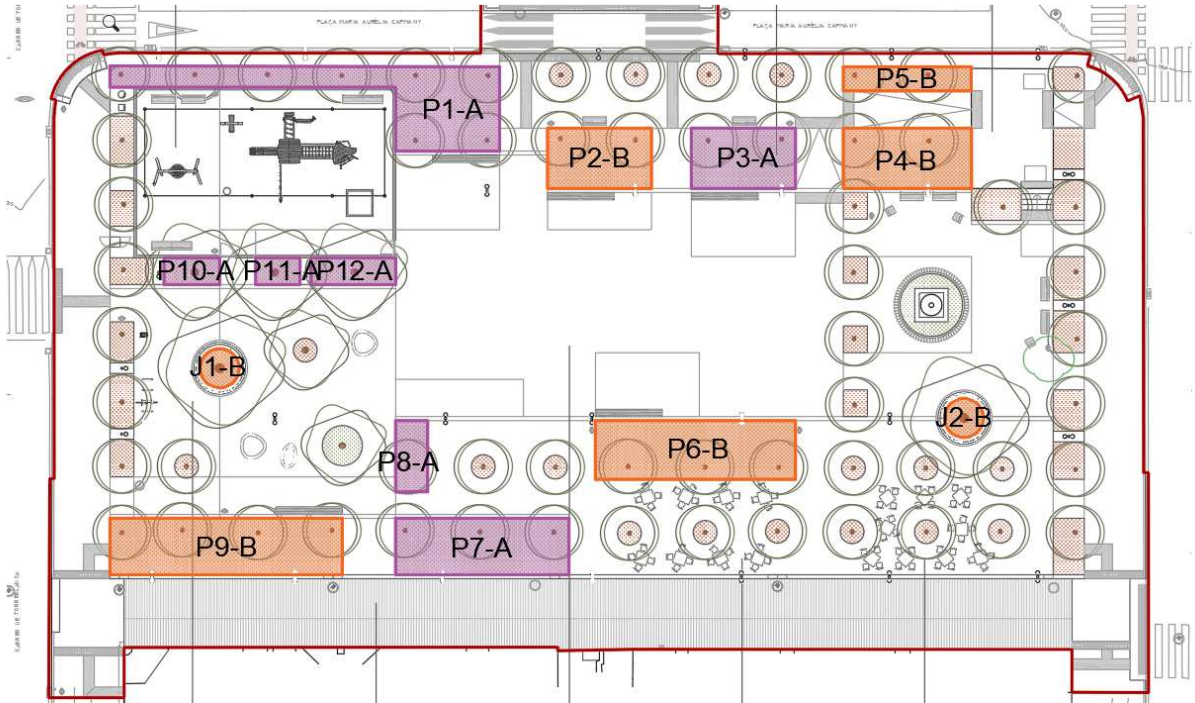 PLAÇA MARIA AURÈLIA CAPMANY
PLAÇA MARIA AURÈLIA CAPMANY
P1-A
P5-B
P2-B
P3-A
P4-B
P10-A
P11-A
P12-A
J1-B
J2-B
P8-A
P6-B
P9-B
P7-A